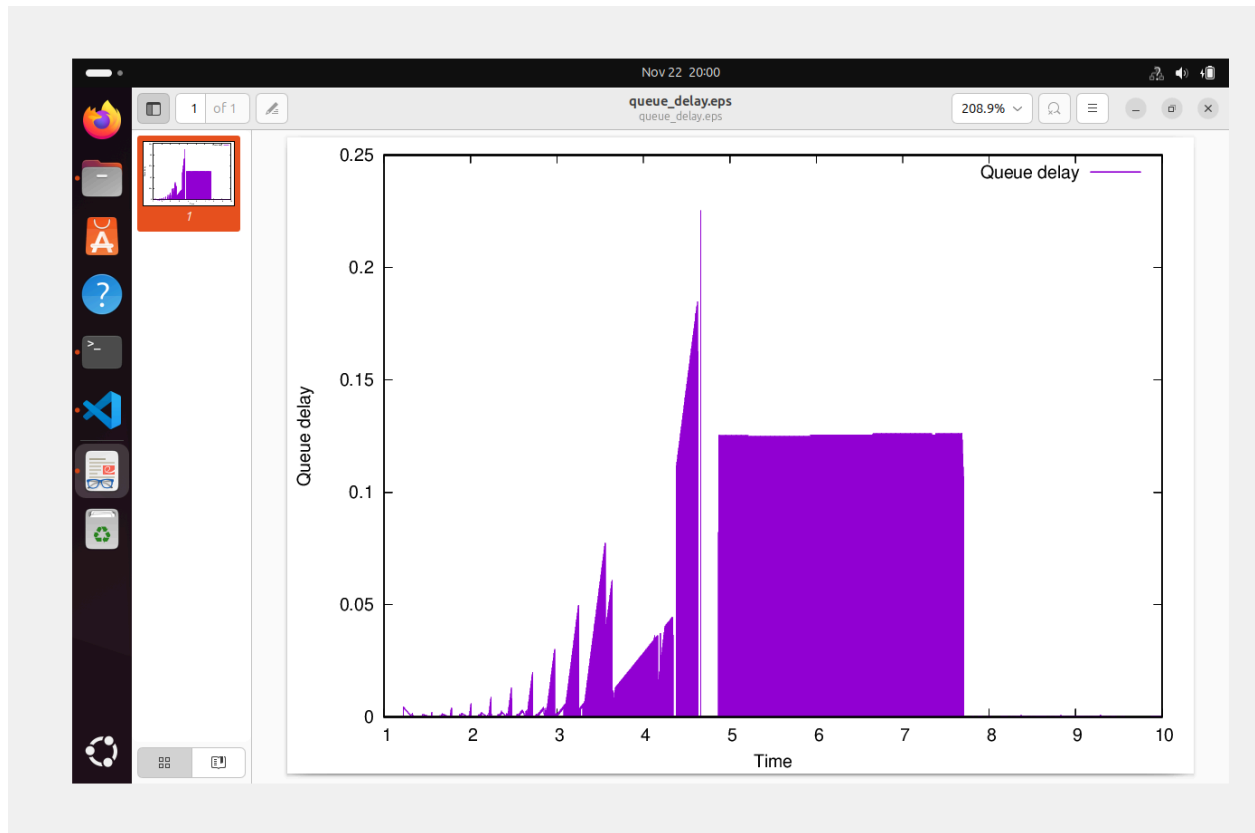 Nov 22 20:00
1 of 1
queue_delay.eps
queue_delay.eps
208.9%
1
0.25
0.2
0.15
0.1
0.05
0
Queue delay
Queue delay
1 2 3 4 5 6 7 8 9 10
Time